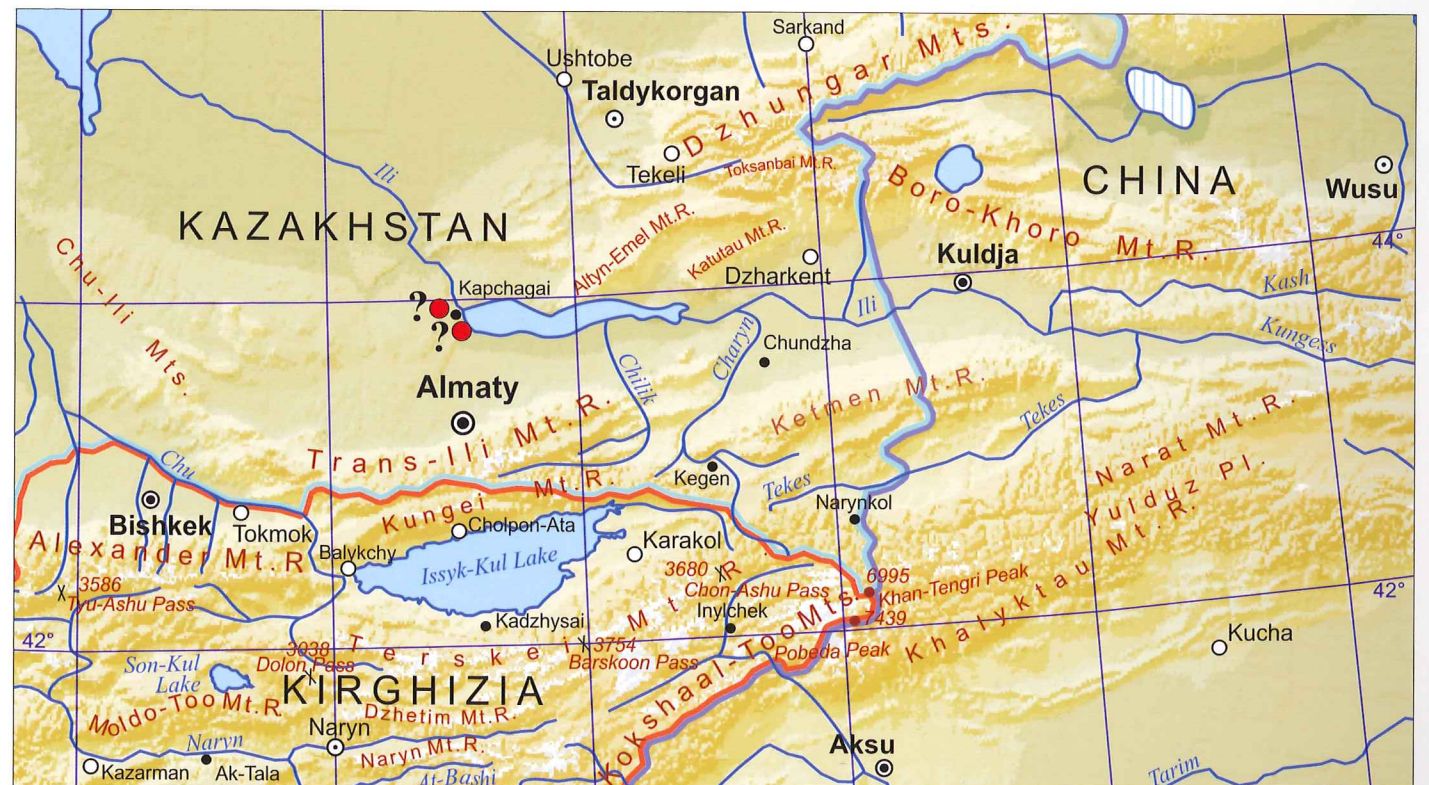 Sarkand
Ushtobe
Dzhungar Mts.
Taldykorgan
Tekeli
Toksanbai Mt.R.
CHINA
Wusu
Ili
Boro-Khoro Mt.R.
KAZAKHSTAN
Altyn-Emel Mt.R.
Katutau Mt.R.
44°
Chu-Ili Mts.
Dzharkent
Kuldja
Kash
? Kapchagai
?
Ili
Kungess
Charyn
Chundzha
Chilik
Almaty
Ketmen Mt.R.
Tekes
Trans-Ili Mt.R.
Narat Mt.R.
Chu
Kegen
Tekes
Yulduz Pl.
Kungei Mt.R.
Narynkol
Bishkek
Tokmok
Cholpon-Ata
Alexander Mt.R
Balykchy
Issyk-Kul Lake
Karakol
3586
Tyu-Ashu Pass
3680
Chon-Ashu Pass
6995
Khan-Tengri Peak
42°
Inylchek
7439
Pobeda Peak
Khalyktau Mt.R.
Kadzhysai
Kucha
42°
Terskei Mt R
3038
Dolon Pass
3754
Barskoon Pass
Son-Kul
Lake
KIRGHIZIA
Kokshaal-Too Mts.
Moldo-Too Mt.R
Dzhetim Mt.R.
Naryn
Naryn
Naryn Mt.R.
Aksu
Kazarman
Ak-Tala
At-Bashi
Tarim